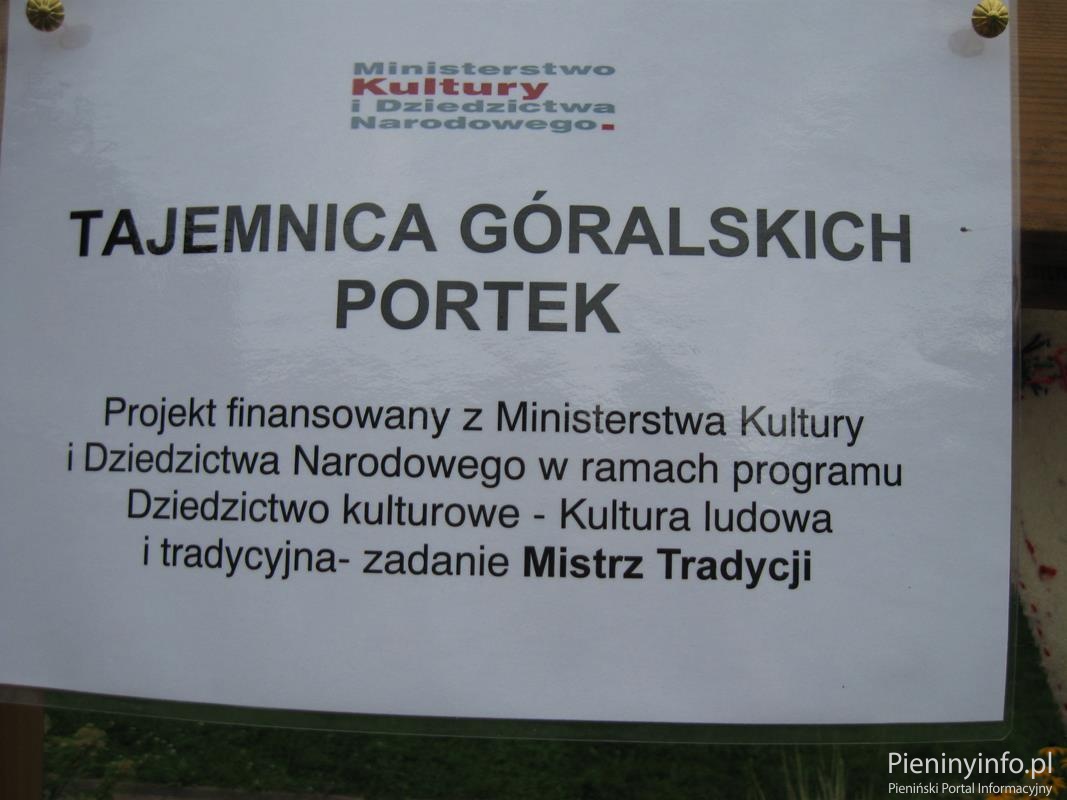 Ministerstwo
Kultury
i Dziedzictwa
Narodowego.
TAJEMNICA GÓRALSKICH
PORTEK
Projekt finansowany z Ministerstwa Kultury
i Dziedzictwa Narodowego w ramach programu
Dziedzictwo kulturowe - Kultura ludowa
i tradycyjna- zadanie Mistrz Tradycji
Pieninyinfo.pl
Pieniński Portal Informacyjny